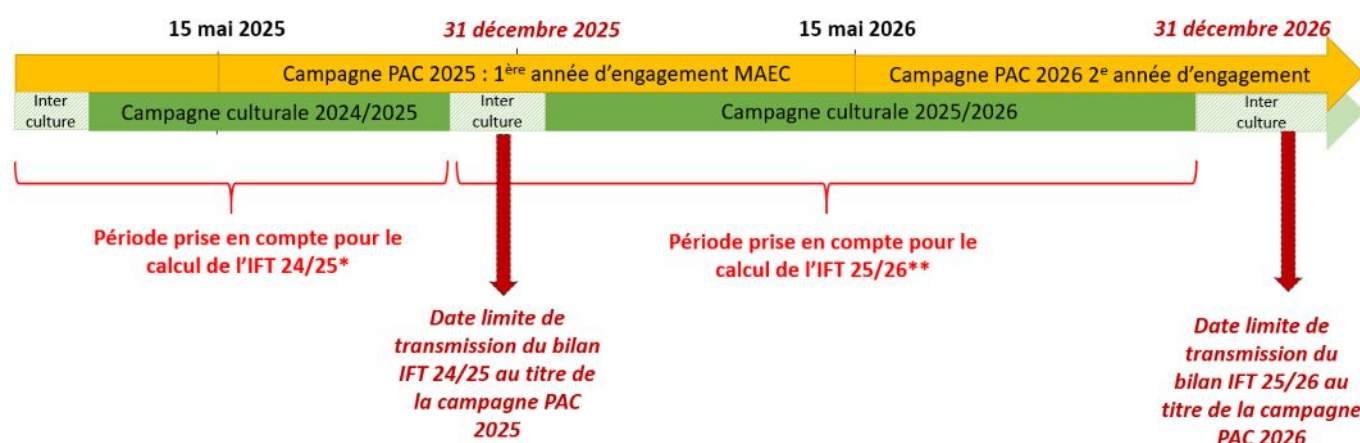 15 mai 2025
31 décembre 2025
15 mai 2026
31 décembre 2026
Campagne PAC 2025 : 1ère année d'engagement MAEC
Campagne PAC 2026 2e année d'engagement
Inter
culture
Campagne culturale 2024/2025
Inter
culture
Campagne culturale 2025/2026
Inter
culture
Période prise en compte pour le
calcul de l'IFT 24/25*
Période prise en compte pour le
calcul de l'IFT 25/26**
Date limite de
transmission du bilan
IFT 24/25 au titre de
la campagne PAC
2025
Date limite de
transmission du
bilan IFT 25/26 au
titre de la campagne
PAC 2026